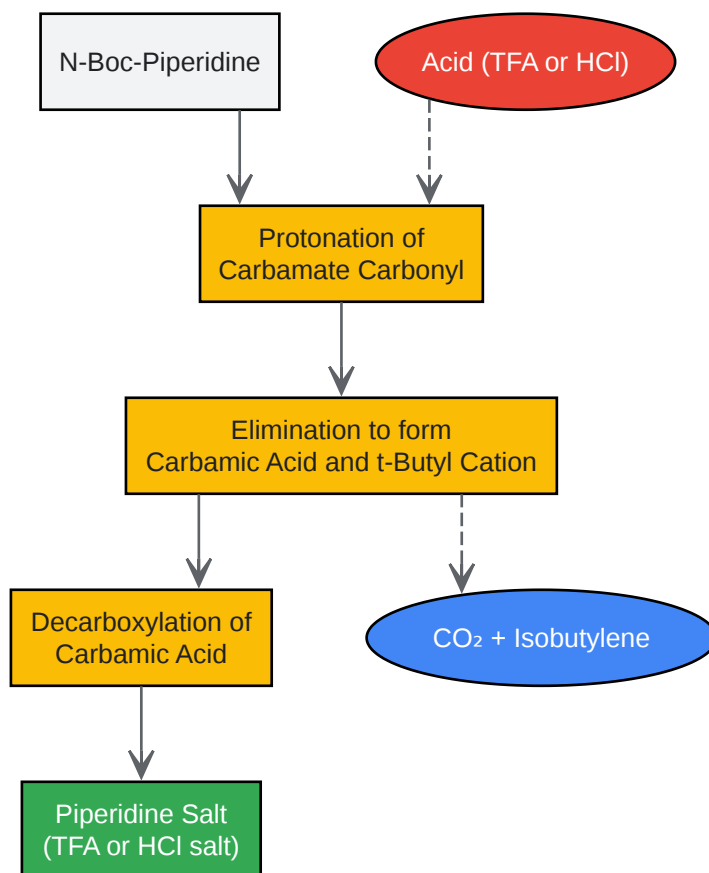 N-Boc-Piperidine
Acid (TFA or HCl)
Protonation of
Carbamate Carbonyl
Elimination to form
Carbamic Acid and t-Butyl Cation
Decarboxylation of
Carbamic Acid
CO₂ + Isobutylene
Piperidine Salt
(TFA or HCl salt)